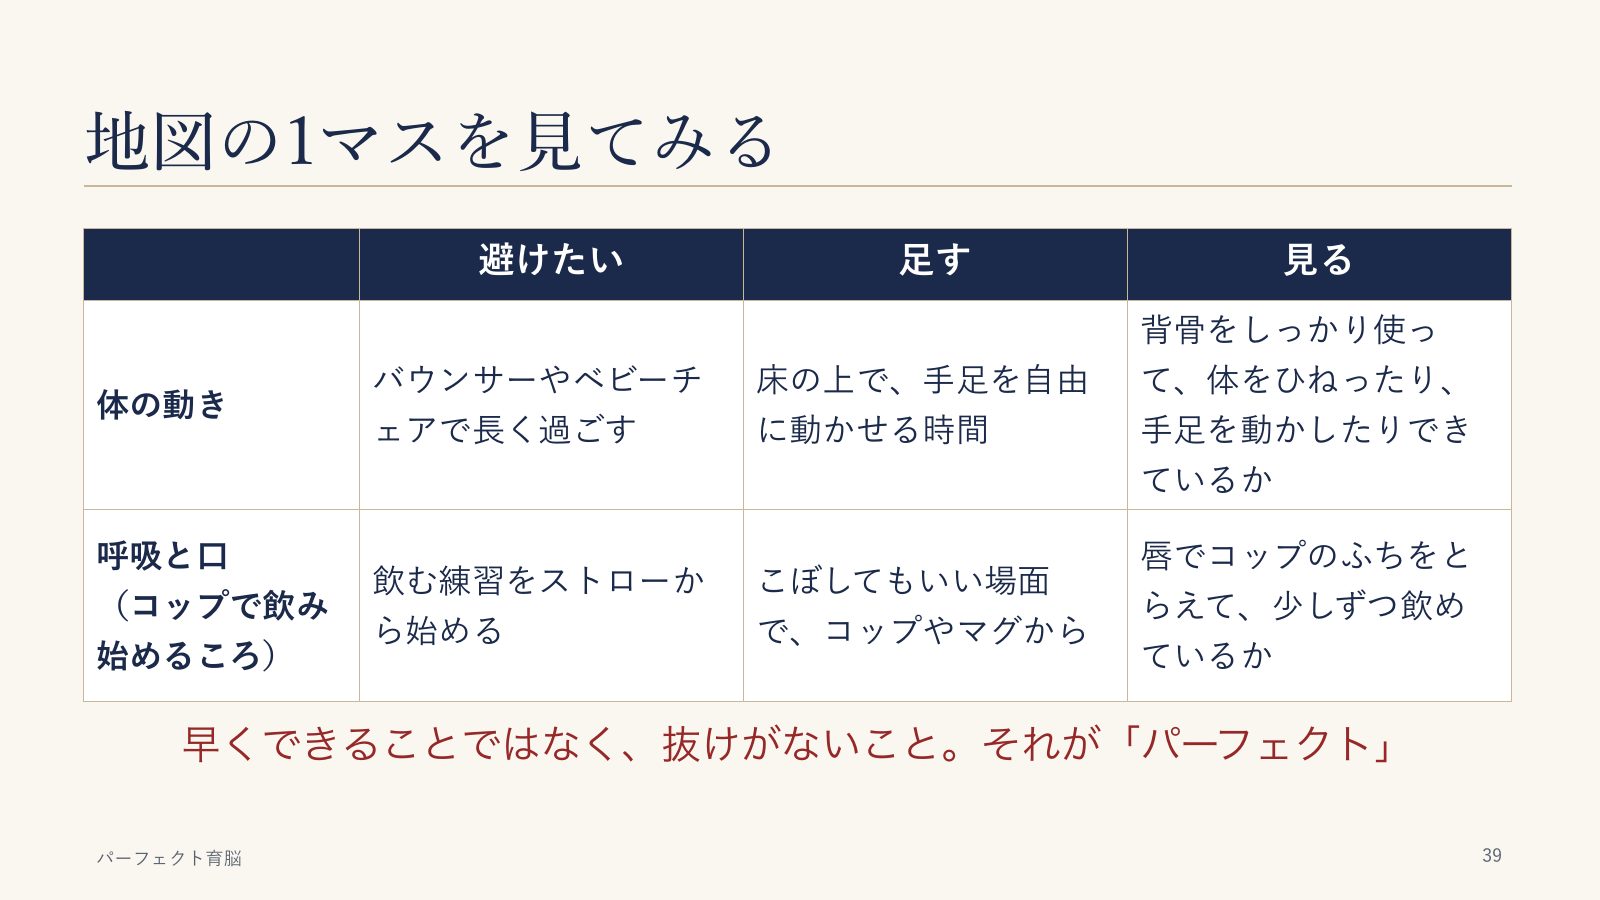 地図の1マスを見てみる
避けたい 足す 見る
体の動き
バウンサーやベビーチ
ェアで長く過ごす
床の上で、手足を自由
に動かせる時間
背骨をしっかり使っ
て、体をひねったり、
手足を動かしたりでき
ているか
呼吸と口
（コップで飲み
始めるころ）
飲む練習をストローか
ら始める
こぼしてもいい場面
で、コップやマグから
唇でコップのふちをと
らえて、少しずつ飲め
ているか
早くできることではなく、抜けがないこと。それが「パーフェクト」
パーフェクト育脳
39